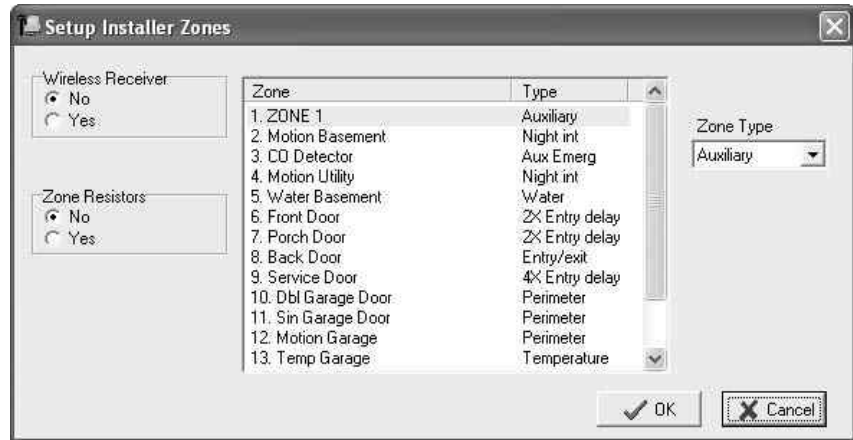 Setup Installer Zones
Wireless Receiver
No
Yes
Zone Resistors
No
Yes
Zone Type
1. ZONE 1 Auxiliary
2. Motion Basement Night int
3. CO Detector Aux Emerg
4. Motion Utility Night int
5. Water Basement Water
6. Front Door 2X Entry delay
7. Porch Door 2X Entry delay
8. Back Door Entry/exit
9. Service Door 4X Entry delay
10. Dbl Garage Door Perimeter
11. Sin Garage Door Perimeter
12. Motion Garage Perimeter
13. Temp Garage Temperature
Zone Type
Auxiliary
OK
Cancel